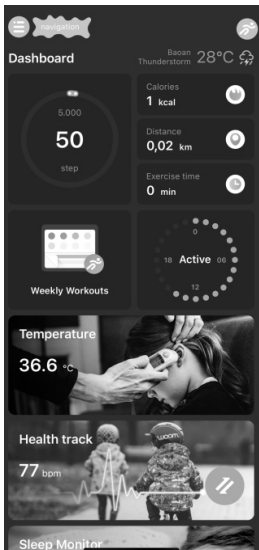 navigation
Dashboard
Baoan
Thunderstorm
28°C
5.000
50
step
Calories
1 kcal
Distance
0,02 km
Exercise time
0 min
Weekly Workouts
0
18 Active 06
12
Temperature
36.6 °C
Health track
woom
77 bpm
Sleep Monitor